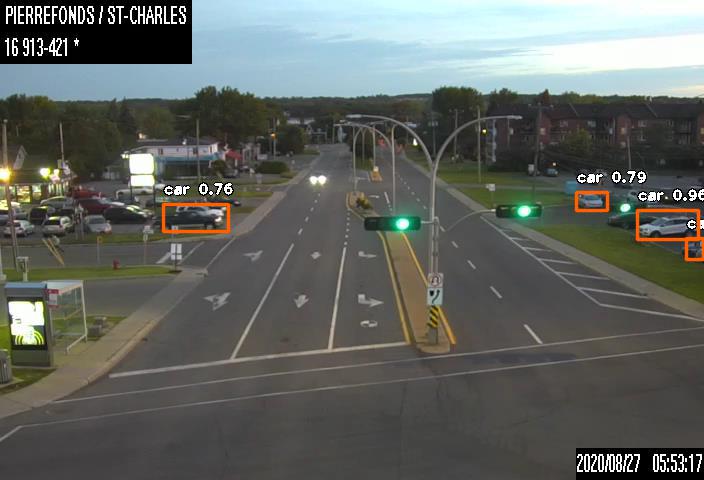 PIERREFONDS / ST-CHARLES
16 913-421 *
car 0.76
car 0.79
car 0.96
2020/08/27 05:53:17